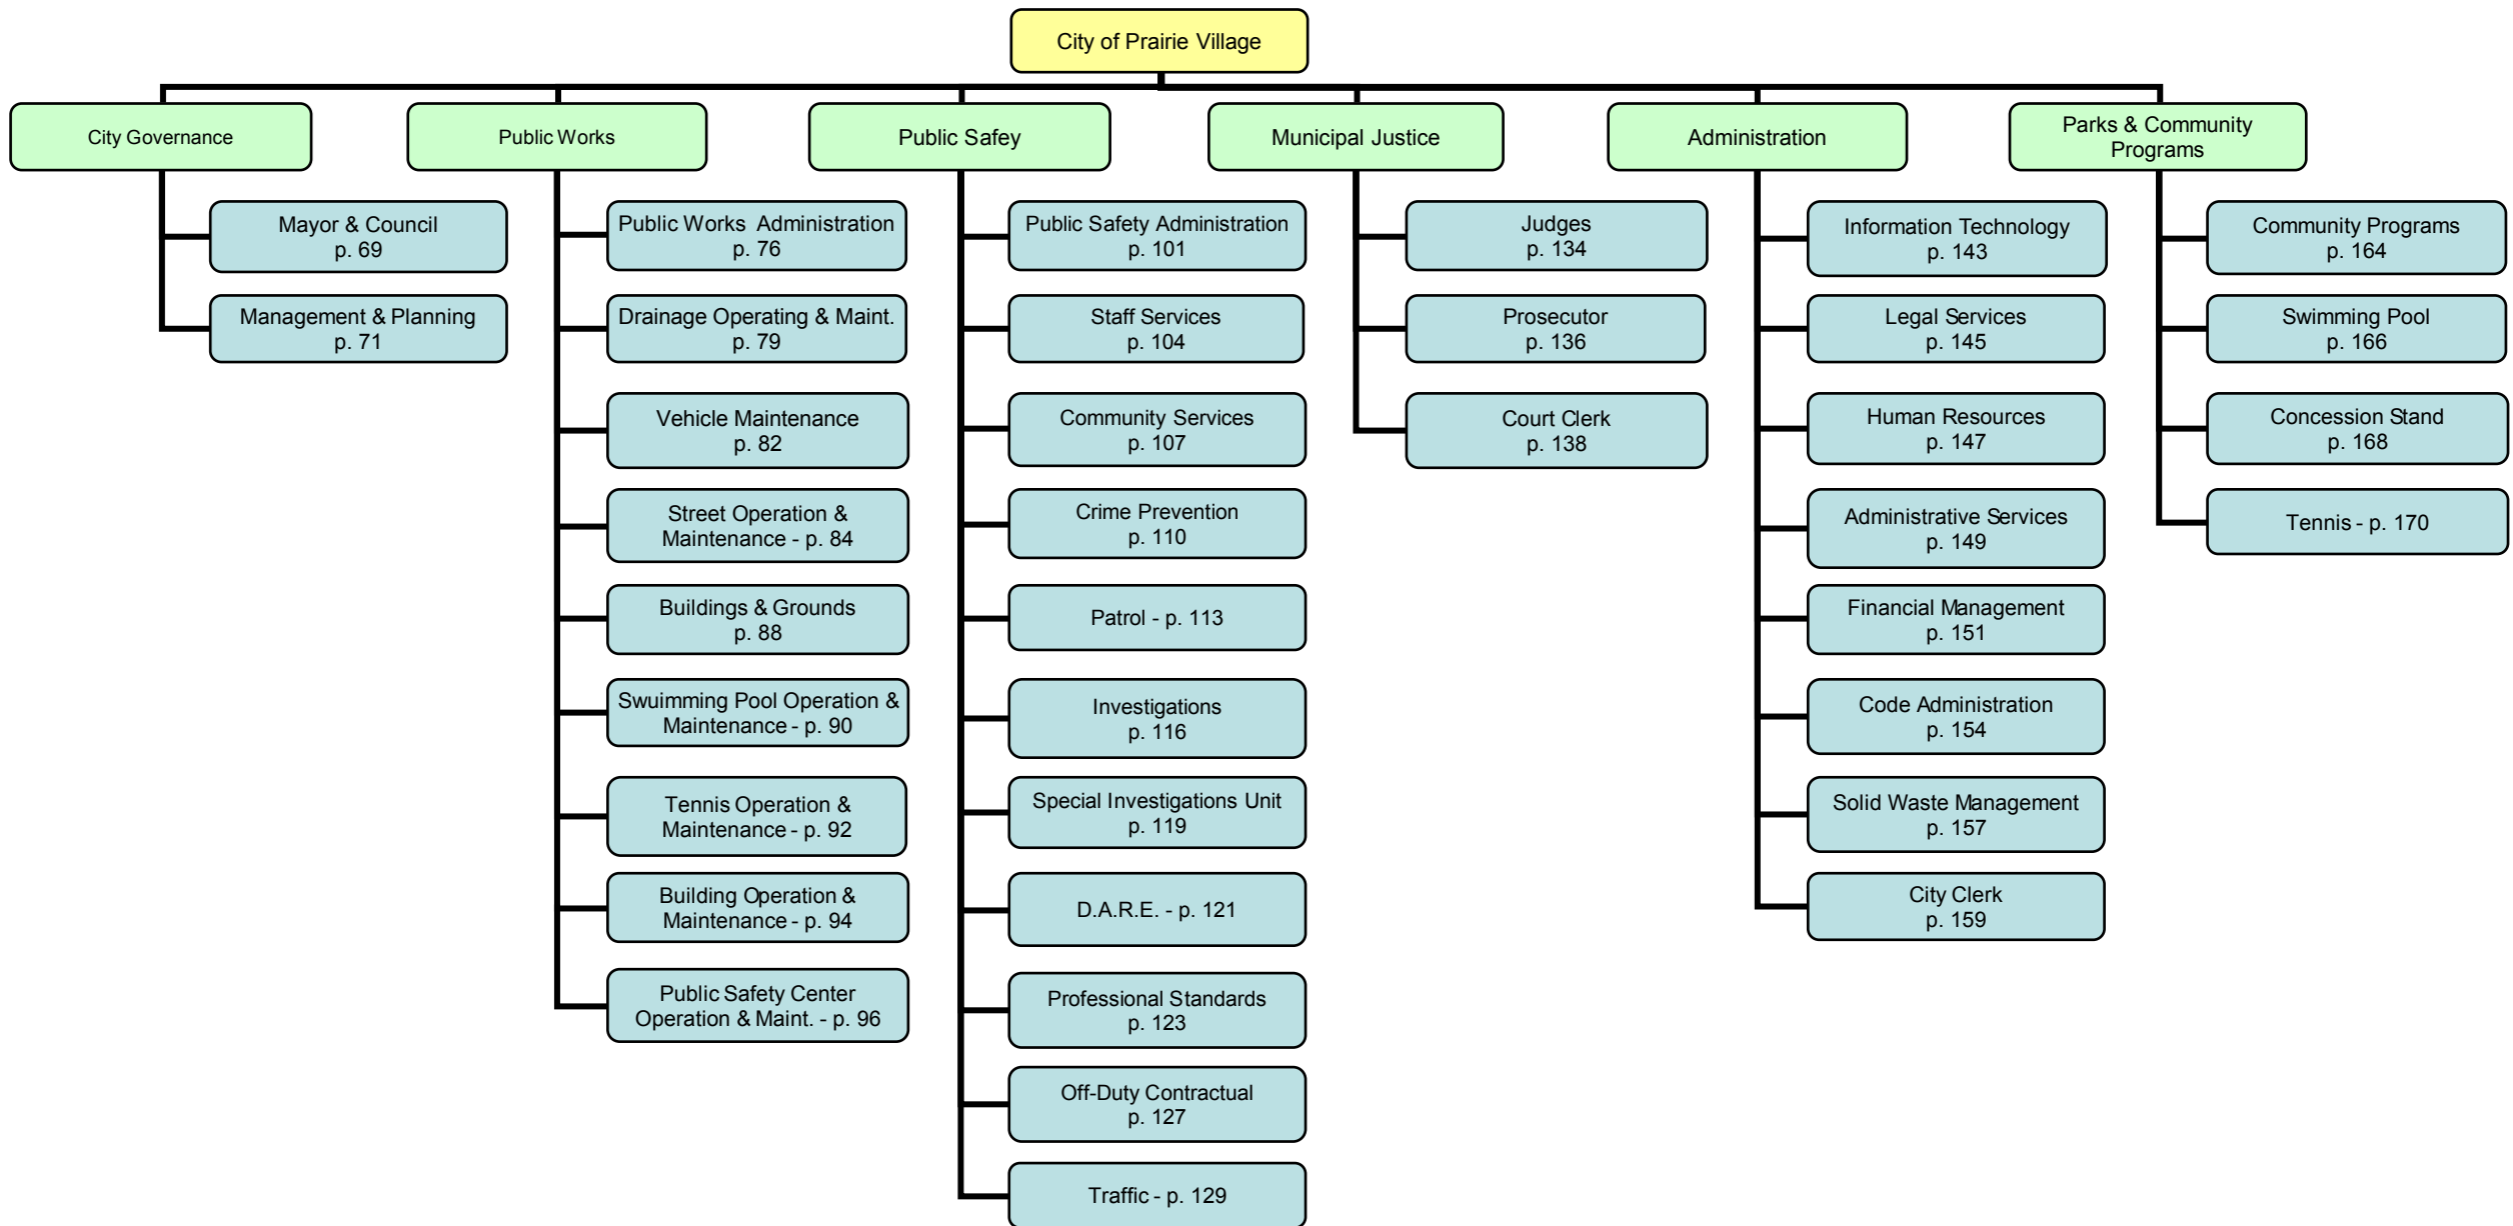 City of Prairie Village
City Governance
Mayor & Council
p. 69
Management & Planning
p. 71
Public Works
Public Works Administration
p. 76
Drainage Operating & Maint.
p. 79
Vehicle Maintenance
p. 82
Street Operation &
Maintenance - p. 84
Buildings & Grounds
p. 88
Swuimming Pool Operation &
Maintenance - p. 90
Tennis Operation &
Maintenance - p. 92
Building Operation &
Maintenance - p. 94
Public Safety Center
Operation & Maint. - p. 96
Public Safey
Public Safety Administration
p. 101
Staff Services
p. 104
Community Services
p. 107
Crime Prevention
p. 110
Patrol - p. 113
Investigations
p. 116
Special Investigations Unit
p. 119
D.A.R.E. - p. 121
Professional Standards
p. 123
Off-Duty Contractual
p. 127
Traffic - p. 129
Municipal Justice
Judges
p. 134
Prosecutor
p. 136
Court Clerk
p. 138
Administration
Information Technology
p. 143
Legal Services
p. 145
Human Resources
p. 147
Administrative Services
p. 149
Financial Management
p. 151
Code Administration
p. 154
Solid Waste Management
p. 157
City Clerk
p. 159
Parks & Community
Programs
Community Programs
p. 164
Swimming Pool
p. 166
Concession Stand
p. 168
Tennis - p. 170